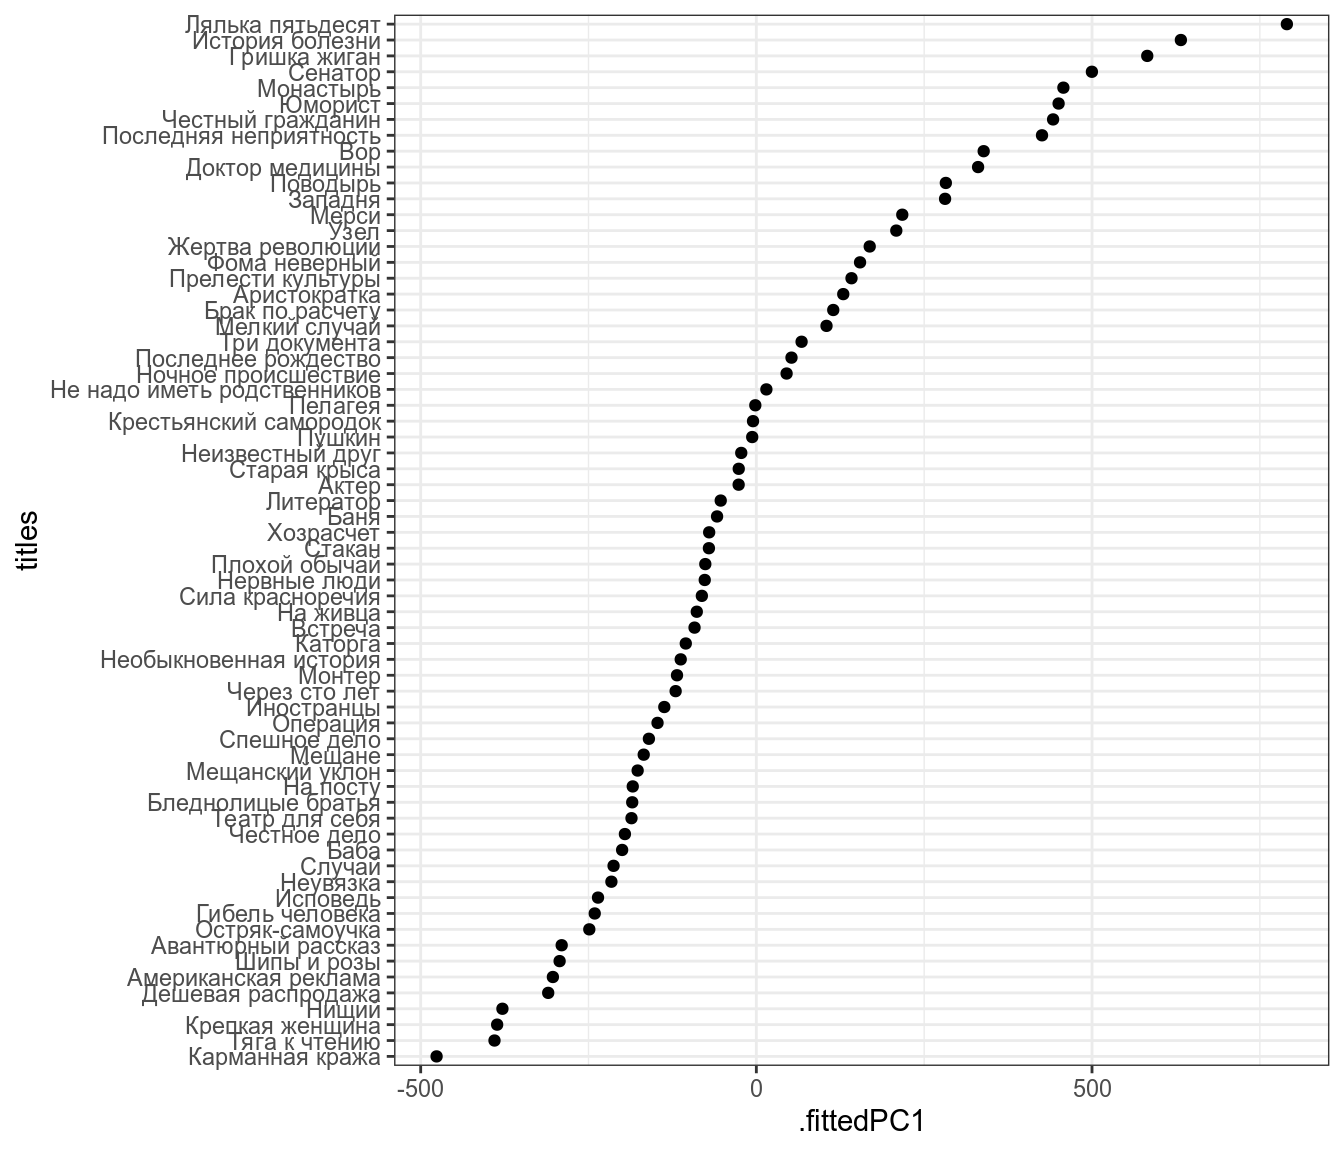 Лялька пятьдесят
История болезни
Гришка жиган
Сенатор
Монастырь
Юморист
Честный гражданин
Последняя неприятность
Вор
Доктор медицины
Поводырь
Западня
Мерси
Узел
Жертва революции
Фома неверный
Прелести культуры
Аристократка
Брак по расчету
Мелкий случай
Три документа
Последнее рождество
Ночное происшествие
Не надо иметь родственников
Пелагея
Крестьянский самородок
Пушкин
Неизвестный друг
Старая крыса
Актер
Литератор
Баня
Хозрасчет
Стакан
Плохой обычай
Нервные люди
Сила красноречия
На живца
Встреча
Каторга
Необыкновенная история
Монтер
Через сто лет
Иностранцы
Операция
Спешное дело
Мещане
Мещанский уклон
На посту
Бледнолицые братья
Театр для себя
Честное дело
Баба
Случай
Неувязка
Исповедь
Гибель человека
Остряк-самоучка
Авантюрный рассказ
Шипы и розы
Американская реклама
Дешевая распродажа
Нищий
Крепкая женщина
Тяга к чтению
Карманная кража
titles
-500 0 500
.fittedPC1